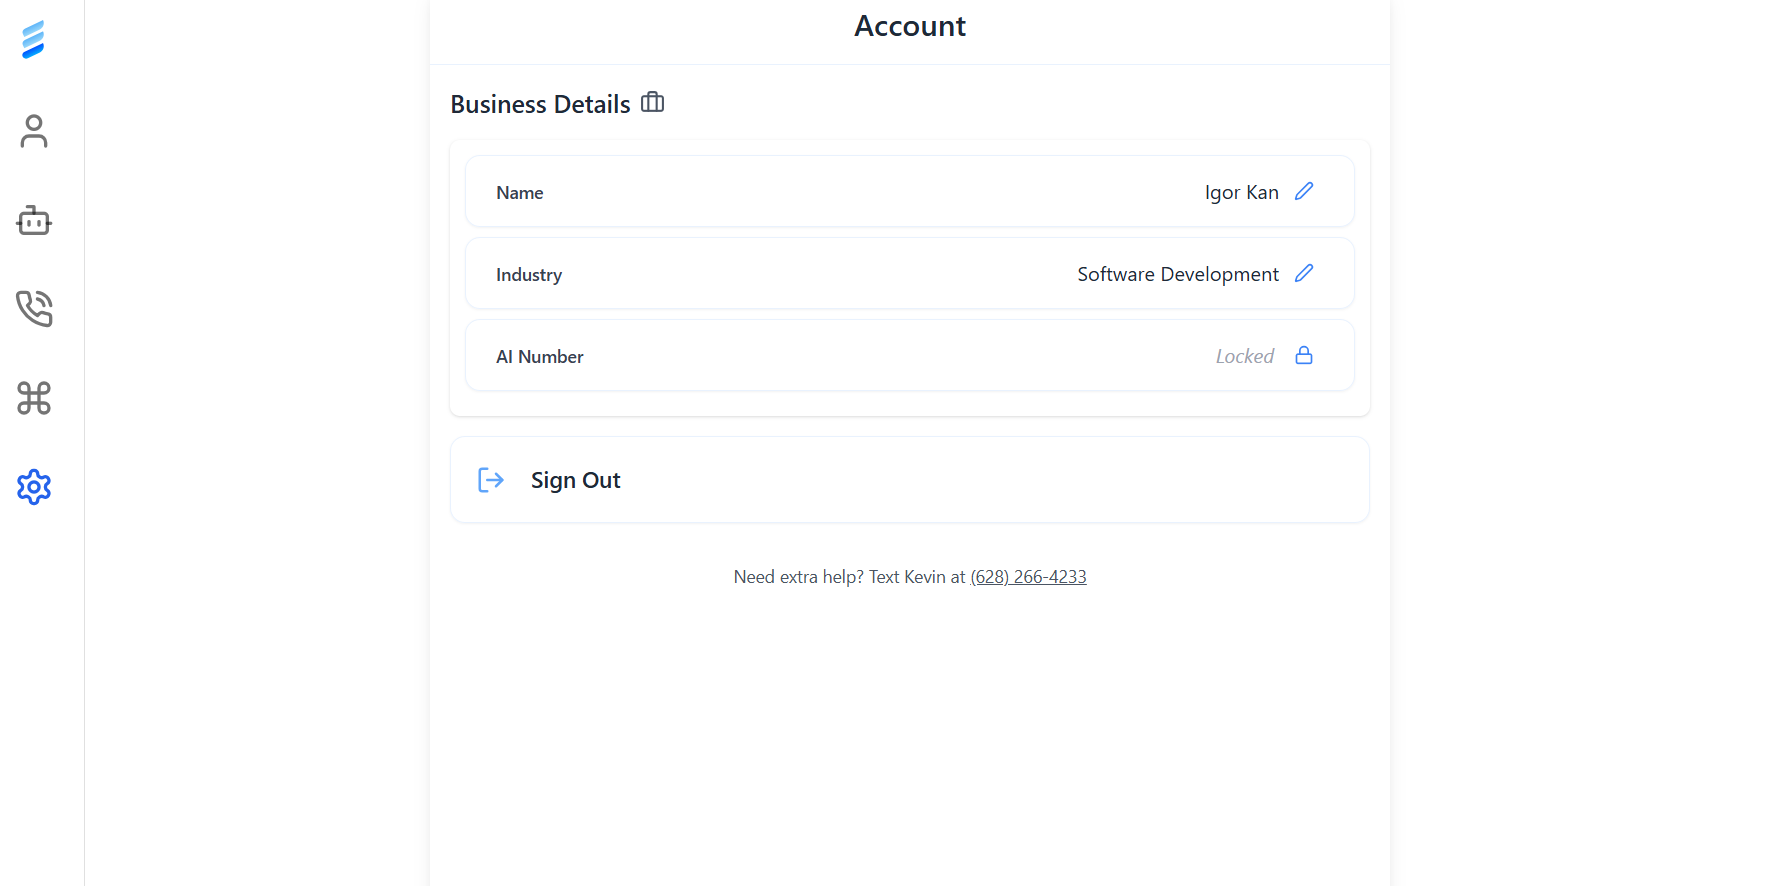 Account
Business Details
Name
Igor Kan
Industry
Software Development
AI Number
Locked
Sign Out
Need extra help? Text Kevin at (628) 266-4233